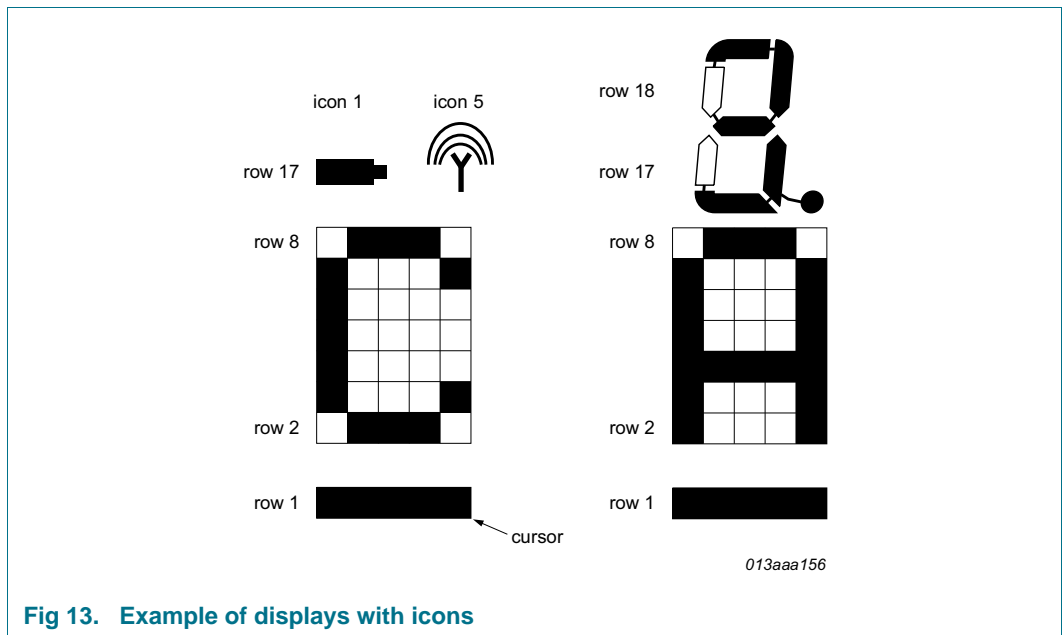 icon 1 icon 5
row 17
row 8
row 2
row 1
cursor
row 18
row 17
row 8
row 2
row 1
013aaa156
Fig 13. Example of displays with icons